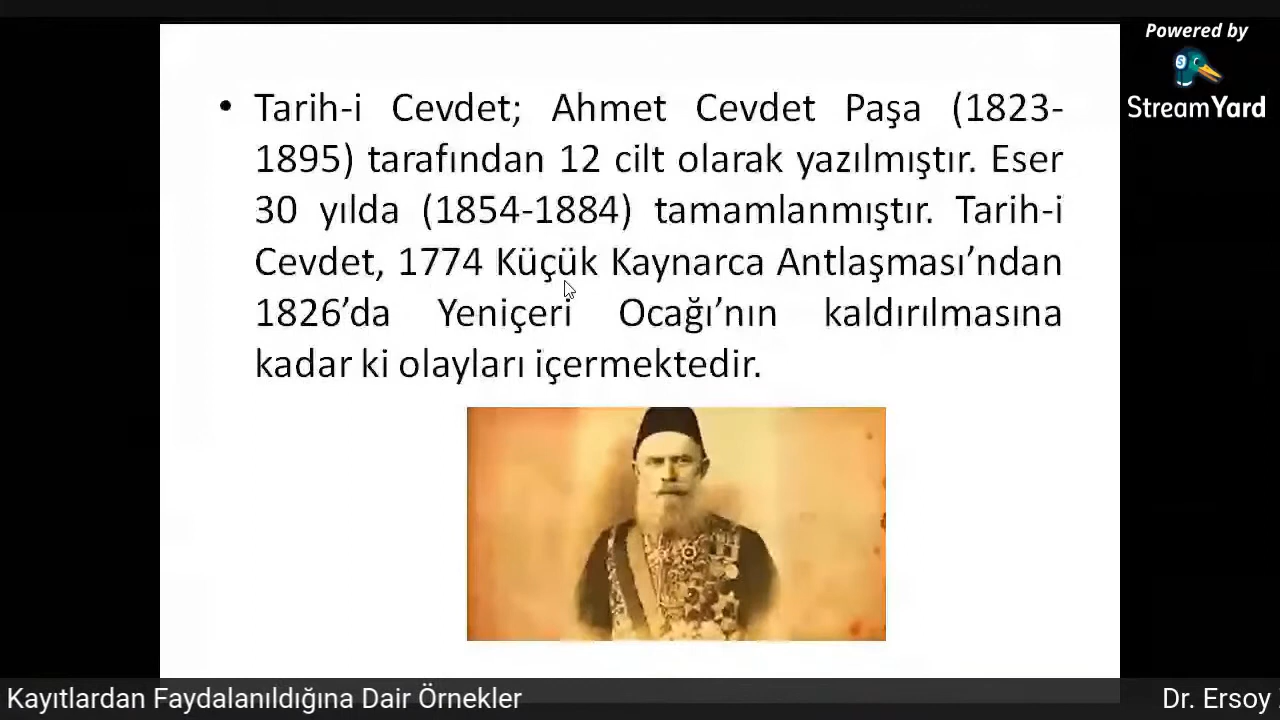 Powered by
StreamYard
• Tarih-i Cevdet; Ahmet Cevdet Paşa (1823-
1895) tarafından 12 cilt olarak yazılmıştır. Eser
30 yılda (1854-1884) tamamlanmıştır. Tarih-i
Cevdet, 1774 Küçük Kaynarca Antlaşması’ndan
1826’da Yeniçeri Ocağı’nın kaldırılmasına
kadar ki olayları içermektedir.
Kayıtlardan Faydalanıldığına Dair Örnekler
Dr. Ersoy